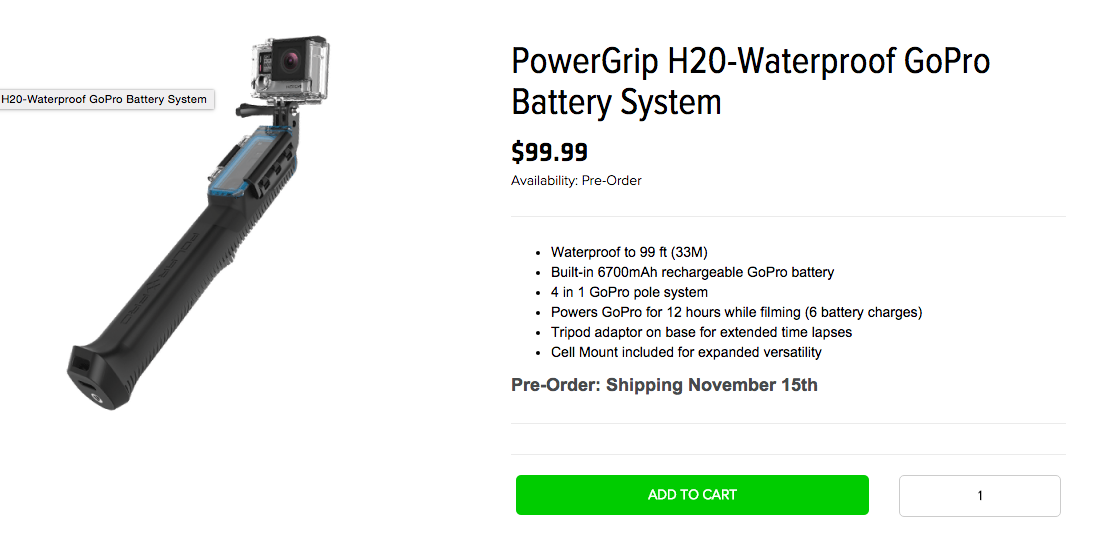 PowerGrip H20-Waterproof GoPro
Battery System
H20-Waterproof GoPro Battery System
$99.99
Availability: Pre-Order
Waterproof to 99 ft (33M)
Built-in 6700mAh rechargeable GoPro battery
4 in 1 GoPro pole system
Powers GoPro for 12 hours while filming (6 battery charges)
Tripod adaptor on base for extended time lapses
Cell Mount included for expanded versatility
Pre-Order: Shipping November 15th
ADD TO CART
1